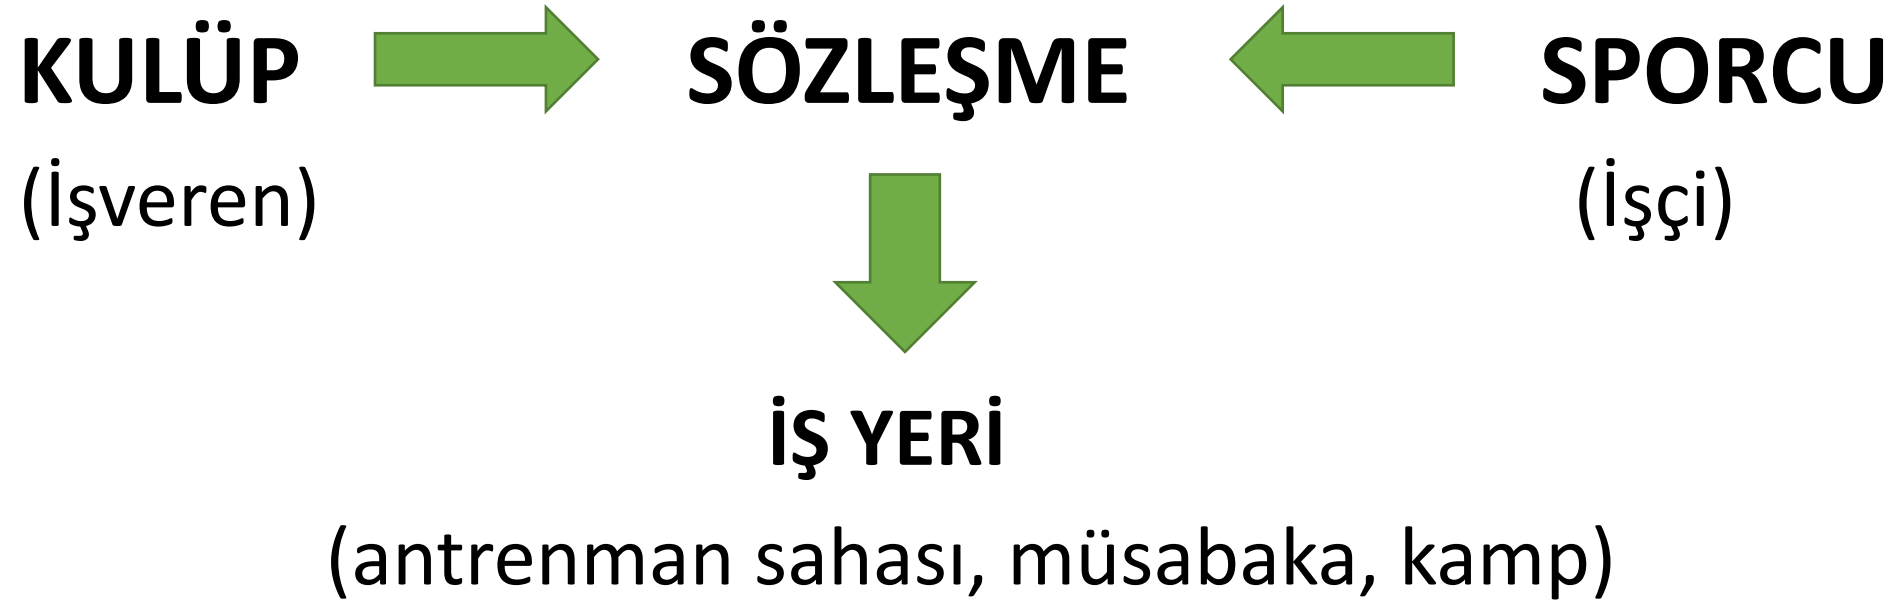 KULÜP SÖZLEŞME SPORCU
(İşveren) (İşçi)
İŞ YERİ
(antrenman sahası, müsabaka, kamp)